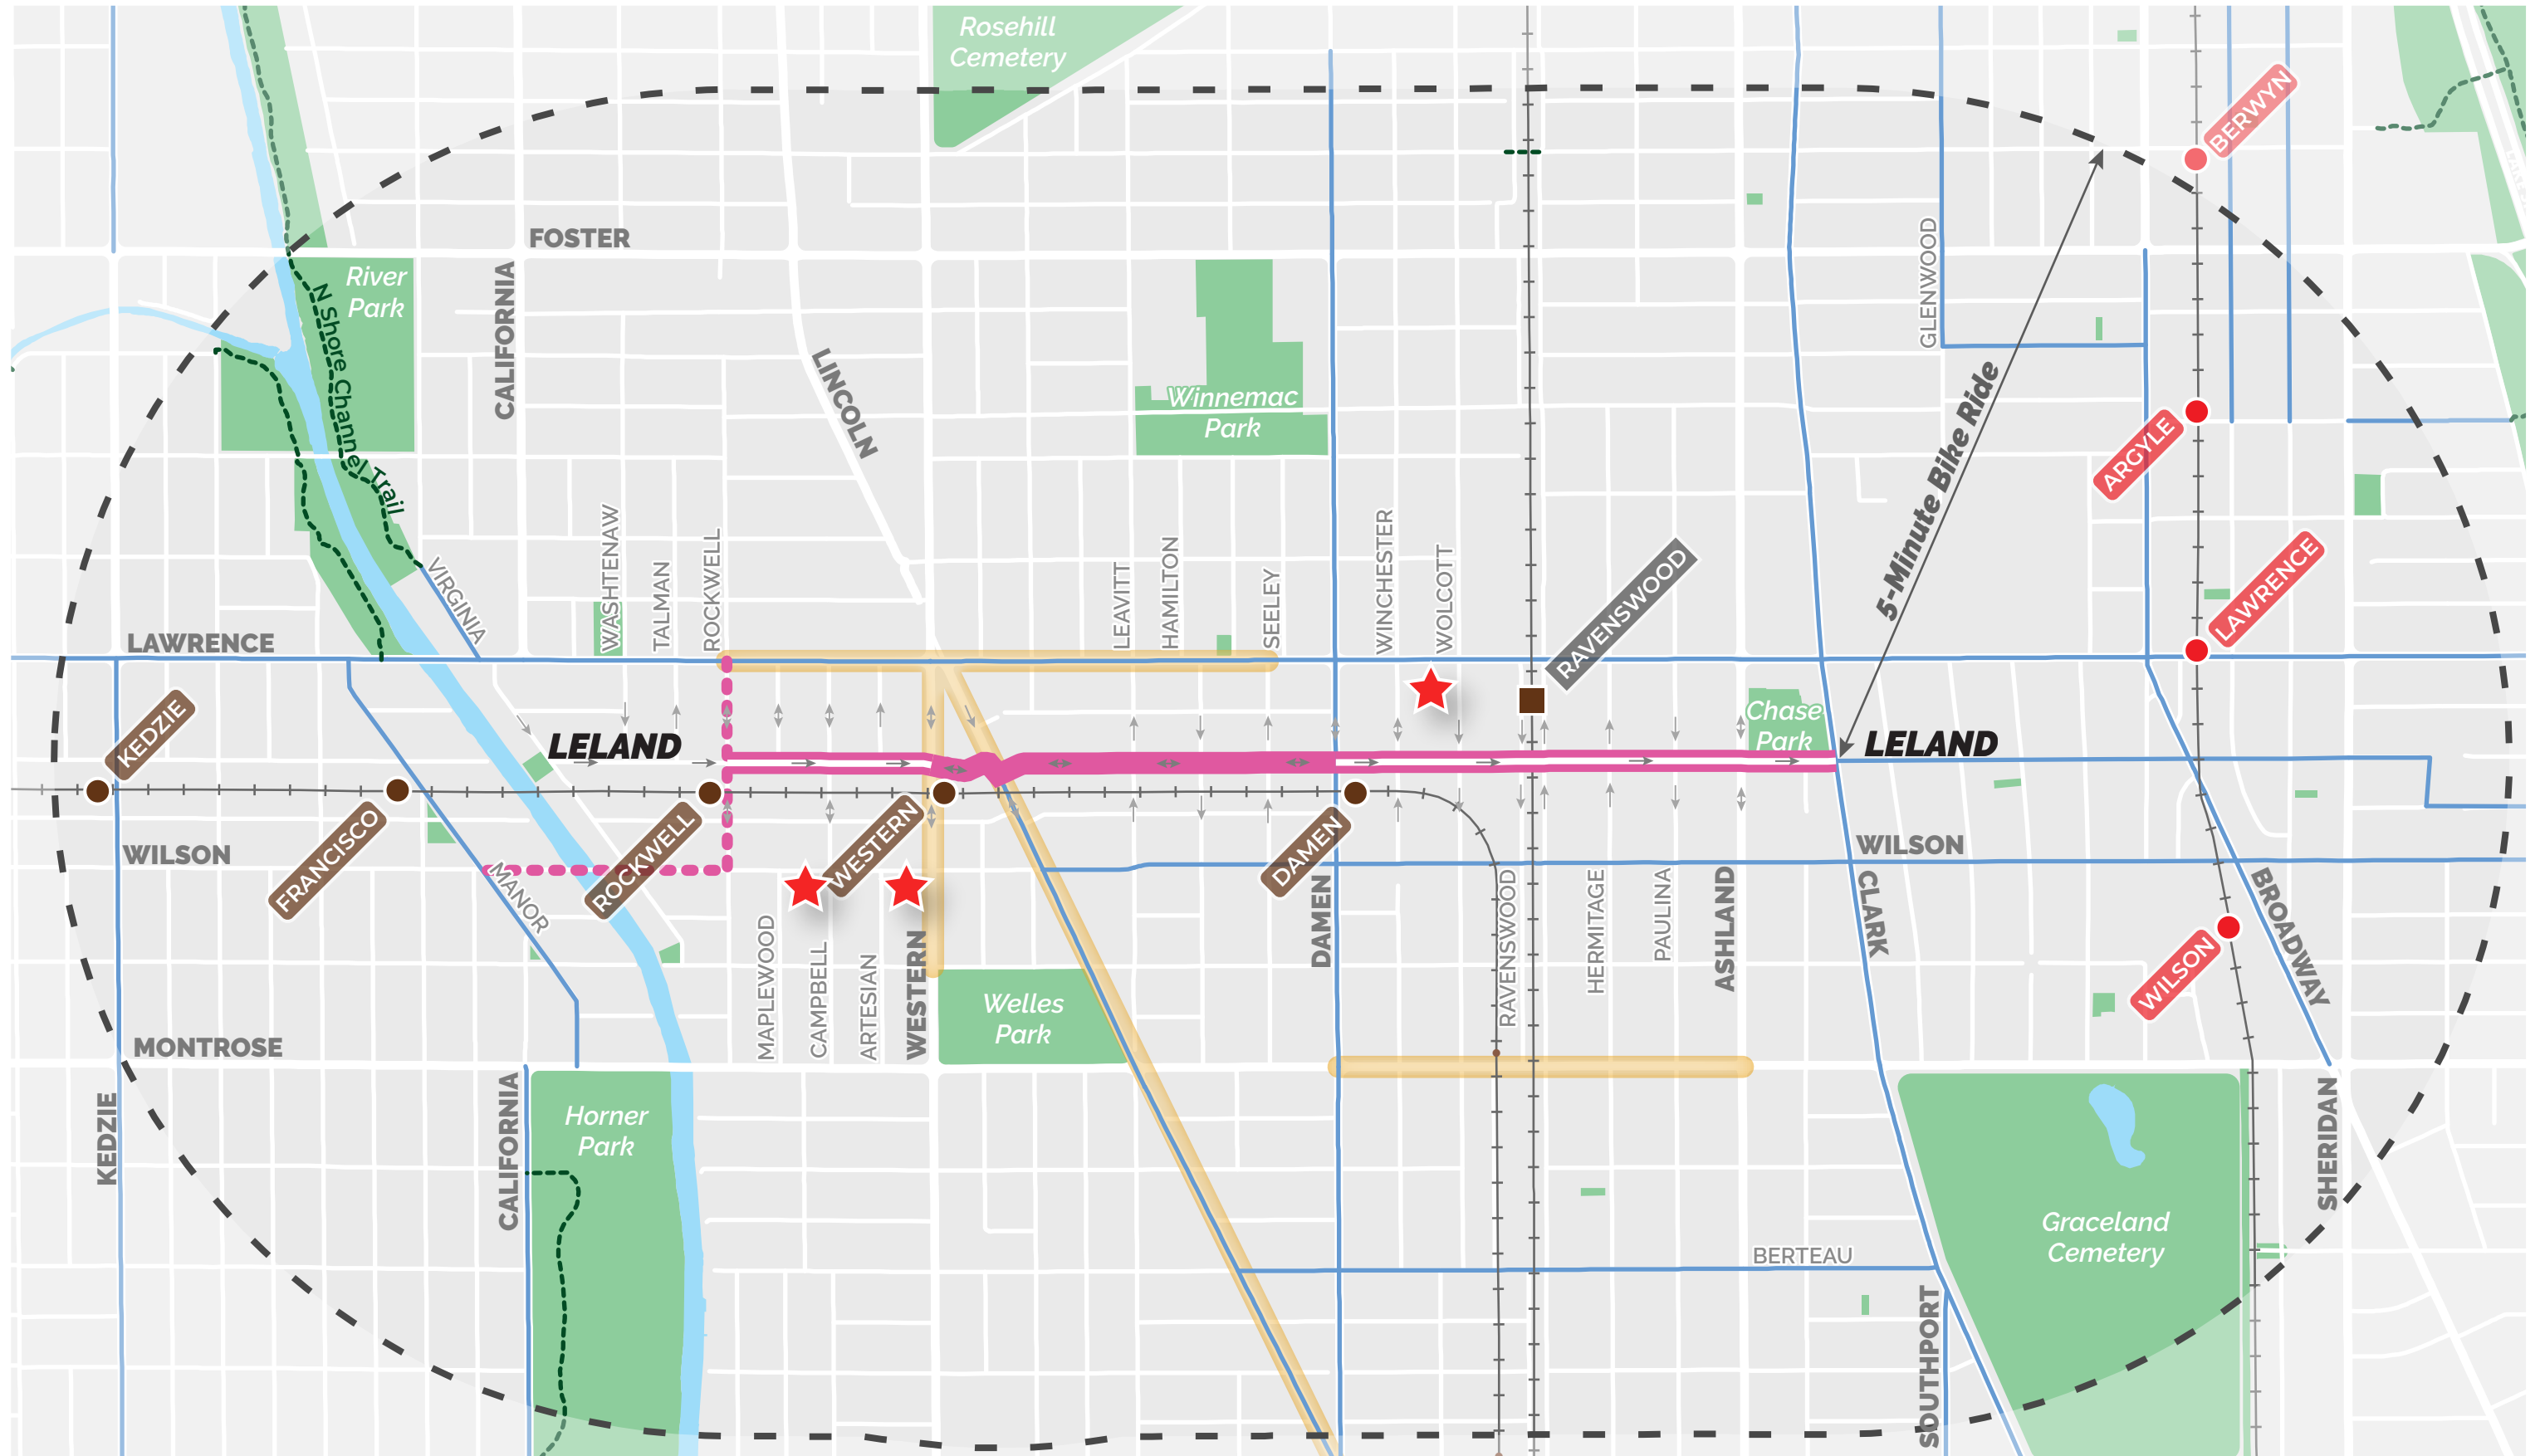 Rosehill
Cemetery
BERWYN
FOSTER
River
Park
N Shore Channel Trail
CALIFORNIA
LINCOLN
Winnemac
Park
GLENWOOD
5-Minute Bike Ride
ARGYLE
VIRGINIA
WASHTENAW
TALMAN
ROCKWELL
LEAVITT
HAMILTON
SEELEY
WINCHESTER
WOLCOTT
RAVENSWOOD
LAWRENCE
LAWRENCE
KEDZIE
LELAND
Chase
Park
LELAND
FRANCISCO
ROCKWELL
WESTERN
DAMEN
WILSON
WILSON
MANOR
MAPLEWOOD
CAMPBELL
ARTESIAN
WESTERN
Welles
Park
DAMEN
RAVENSWOOD
HERMITAGE
PAULINA
ASHLAND
CLARK
BROADWAY
WILSON
MONTROSE
KEDZIE
CALIFORNIA
Horner
Park
SHERIDAN
Graceland
Cemetery
BERTEAU
SOUTHPORT